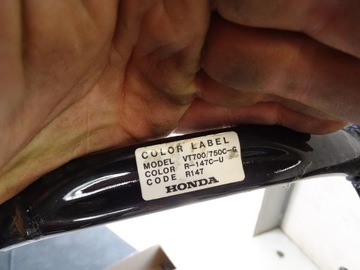 COLOR LABEL
MODEL VT700/750C-G
COLOR R-147C-U
CODE R147
HONDA